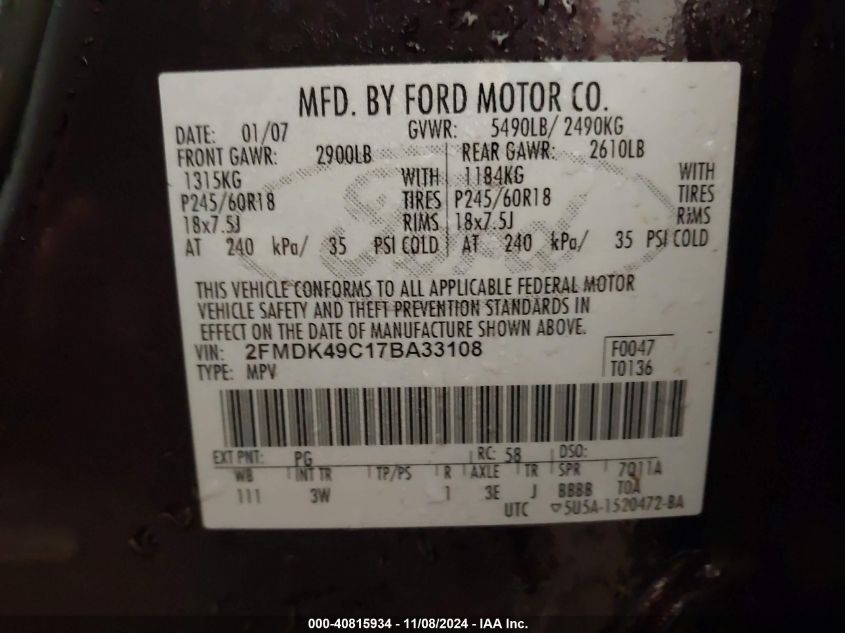 MFD. BY FORD MOTOR CO.
DATE: 01/07 GVWR: 5490LB/ 2490KG
FRONT GAWR: 2900LB REAR GAWR: 2610LB
1315KG WITH 1184KG WITH
P245/60R18 TIRES P245/60R18 TIRES
18x7.5J RIMS 18x7.5J RIMS
AT 240 kPa/ 35 PSI COLD AT 240 kPa/ 35 PSI COLD
THIS VEHICLE CONFORMS TO ALL APPLICABLE FEDERAL MOTOR
VEHICLE SAFETY AND THEFT PREVENTION STANDARDS IN
EFFECT ON THE DATE OF MANUFACTURE SHOWN ABOVE.
VIN: 2FMDK49C17BA33108 F0047
TYPE: MPV T0136
EXT PNT: PG RC: 58 DSO:
WB INT TR TP/PS R AXLE TR SPR 7Q11A
111 3W 1 3E J BBBB TOA
UTC ▽5U5A-1520472-BA
000-40815934 - 11/08/2024 - IAA Inc.